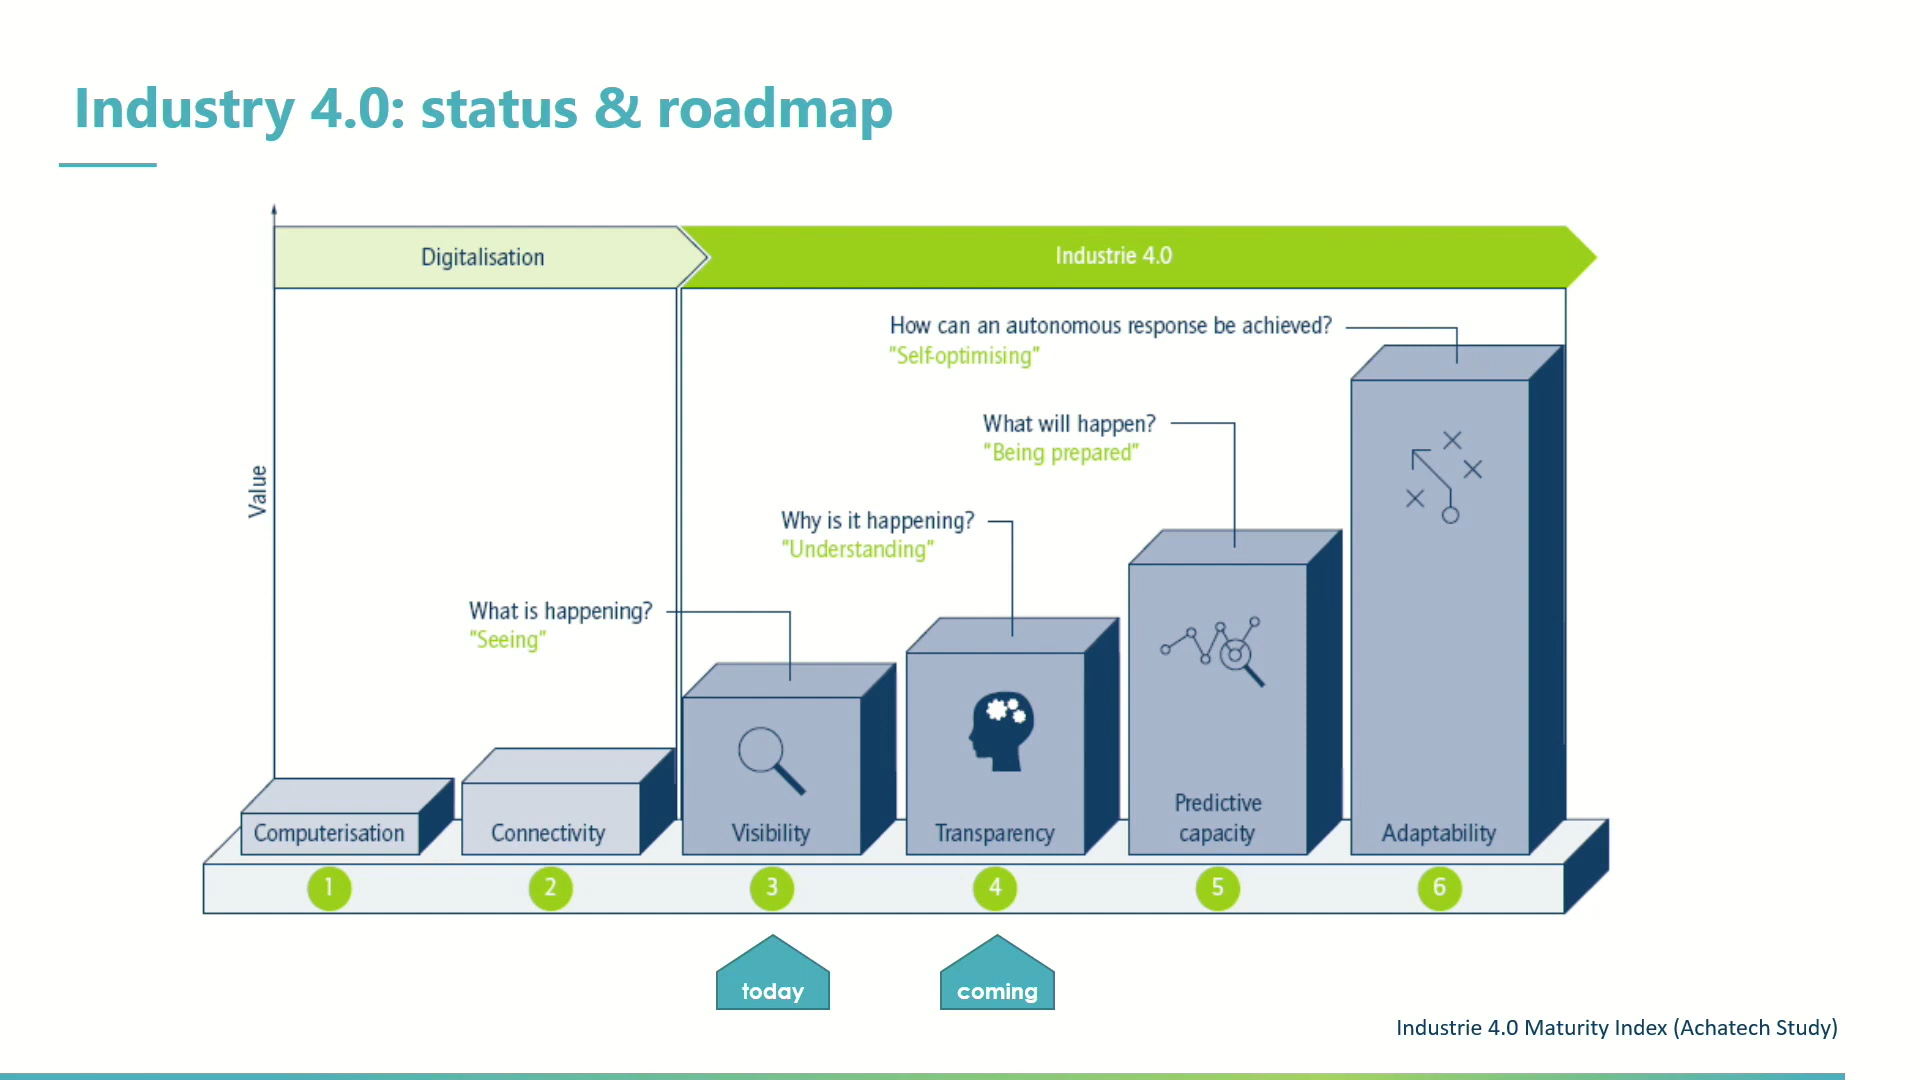 Industry 4.0: status & roadmap
Digitalisation
Industrie 4.0
Value
How can an autonomous response be achieved?
"Self-optimising"
What will happen?
"Being prepared"
Why is it happening?
"Understanding"
What is happening?
"Seeing"
Computerisation
Connectivity
Visibility
Transparency
Predictive
capacity
Adaptability
1
2
3
4
5
6
today
coming
Industrie 4.0 Maturity Index (Achatech Study)